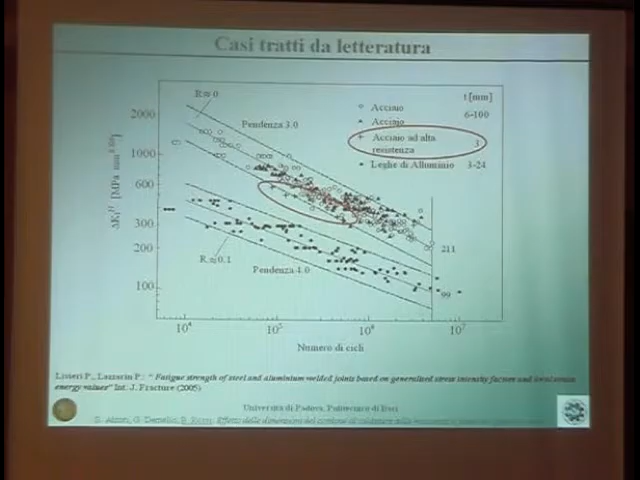 Casi tratti da letteratura
R≈0
Pendenza 3.0
Acciaio
Acciaio
Acciaio ad alta
resistenza
Leghe di Alluminio
t [mm]
6-100
3
3-24
2000
1000
600
300
200
100
211
99
R≈0.1
Pendenza 4.0
10⁴
10⁵
10⁶
10⁷
Numero di cicli
Lazzarin P.: " Fatigue strength of steel and aluminium welded joints based on generalised stress intensity factors and local strain
energy values" Int. J. Fracture (2005)
Università di Padova, Politecnico di Bari